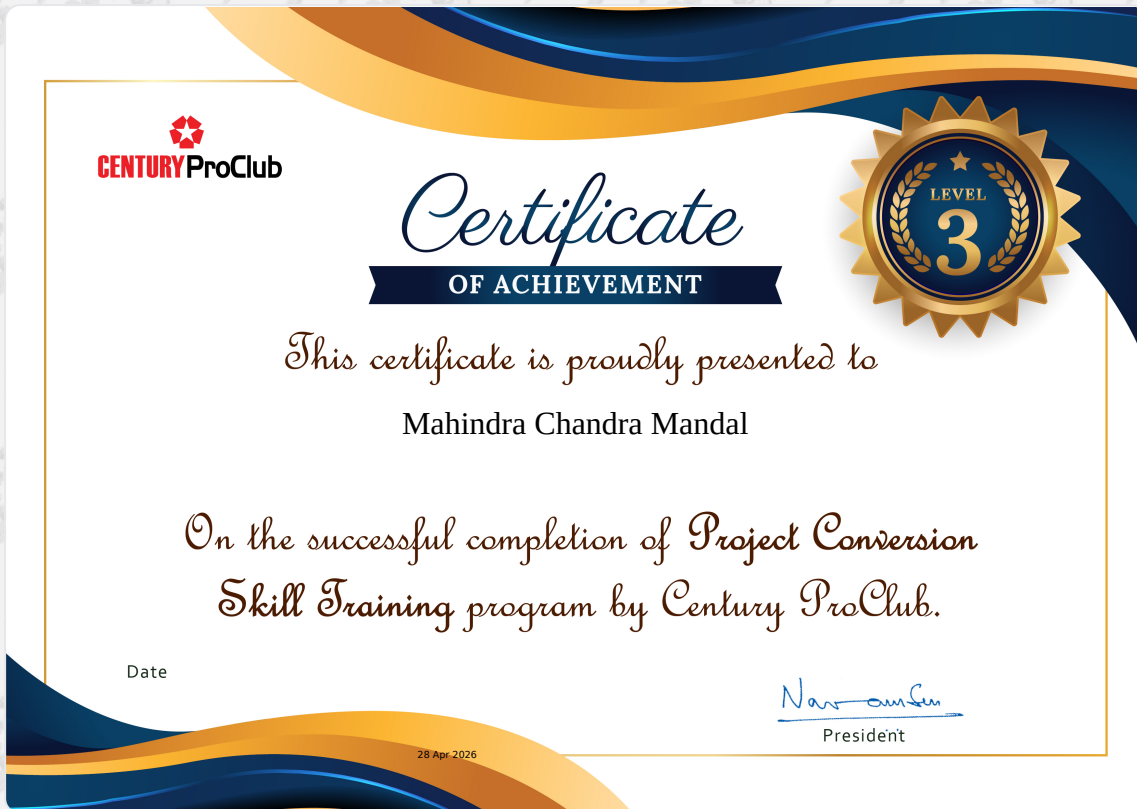 CENTURY ProClub
LEVEL
3
Certificate
OF ACHIEVEMENT
This certificate is proudly presented to
Mahindra Chandra Mandal
On the successful completion of Project Conversion
Skill Training program by Century ProClub.
Date
President
28 Apr 2026